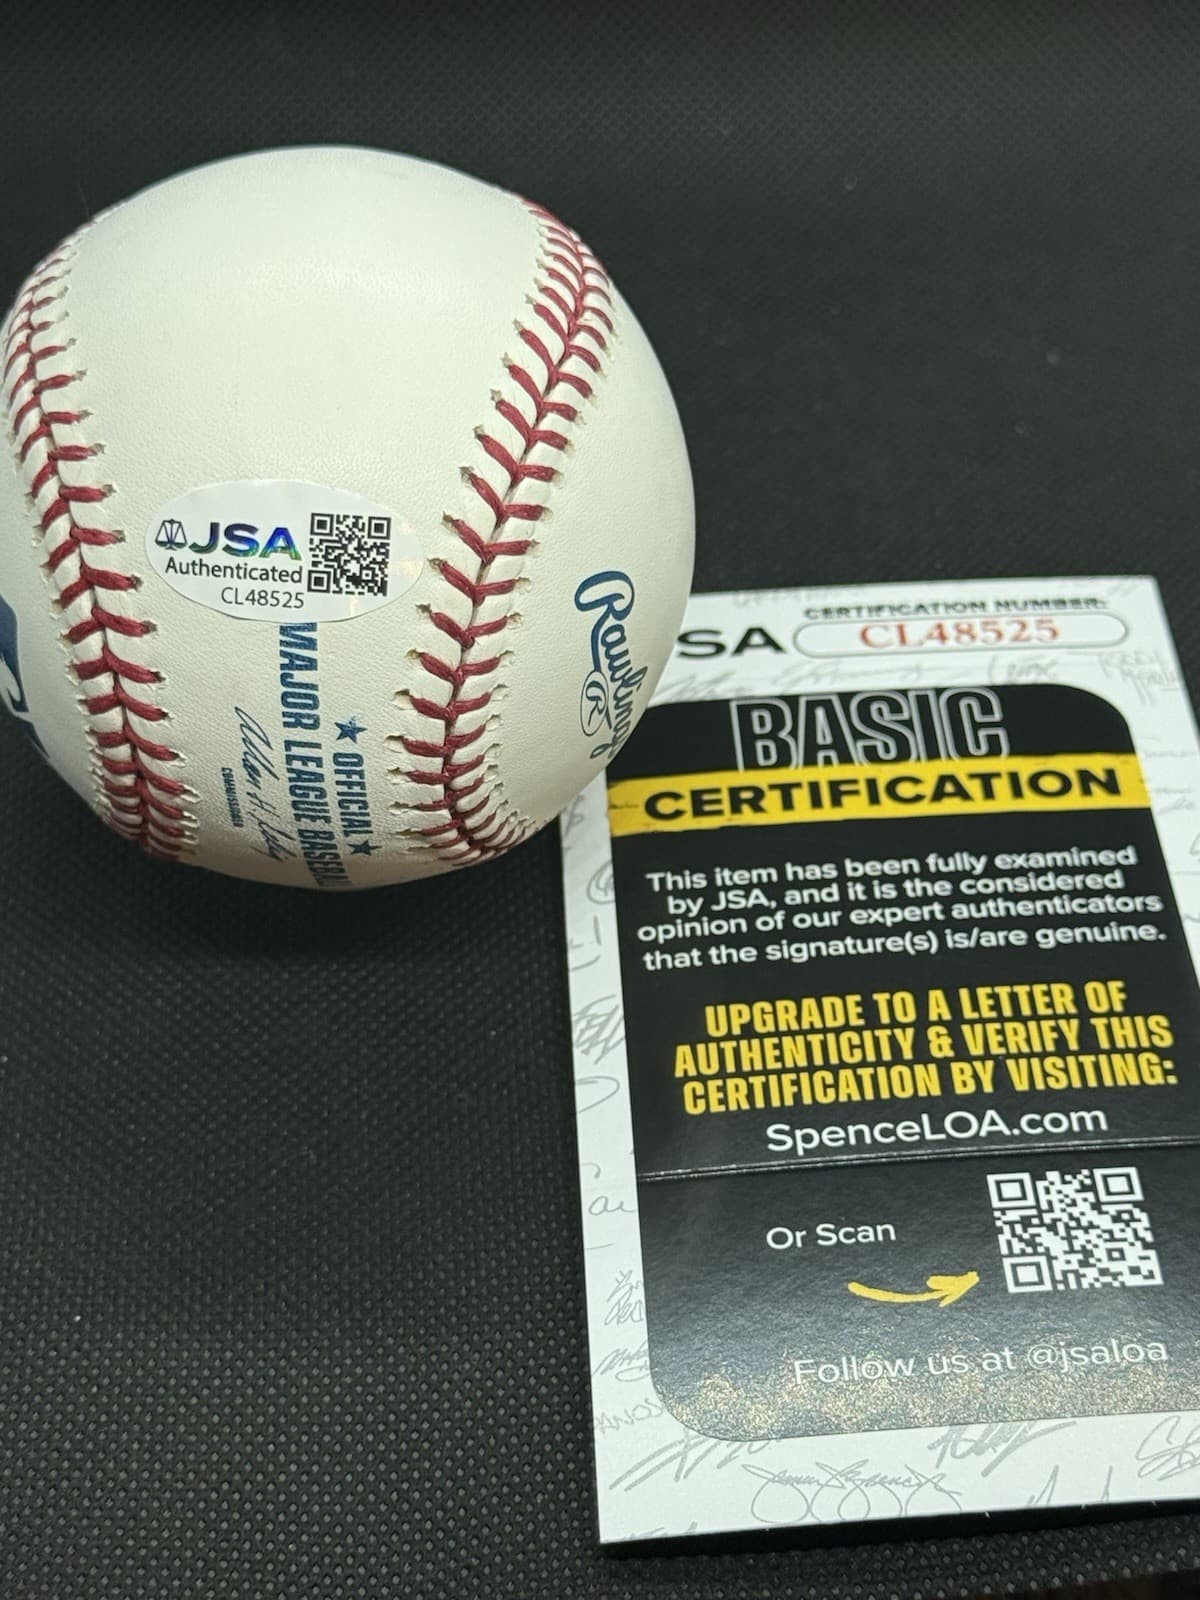 JSA
Authenticated
CL48525
OFFICIAL
MAJOR LEAGUE BASEBALL
COMMISSIONER
Rawlings
R
SA
CERTIFICATION NUMBER:
CL48525
BASIC
CERTIFICATION
This item has been fully examined
by JSA, and it is the considered
opinion of our expert authenticators
that the signature(s) is/are genuine.
UPGRADE TO A LETTER OF
AUTHENTICITY & VERIFY THIS
CERTIFICATION BY VISITING:
SpenceLOA.com
Or Scan
Follow us at @jsaloa